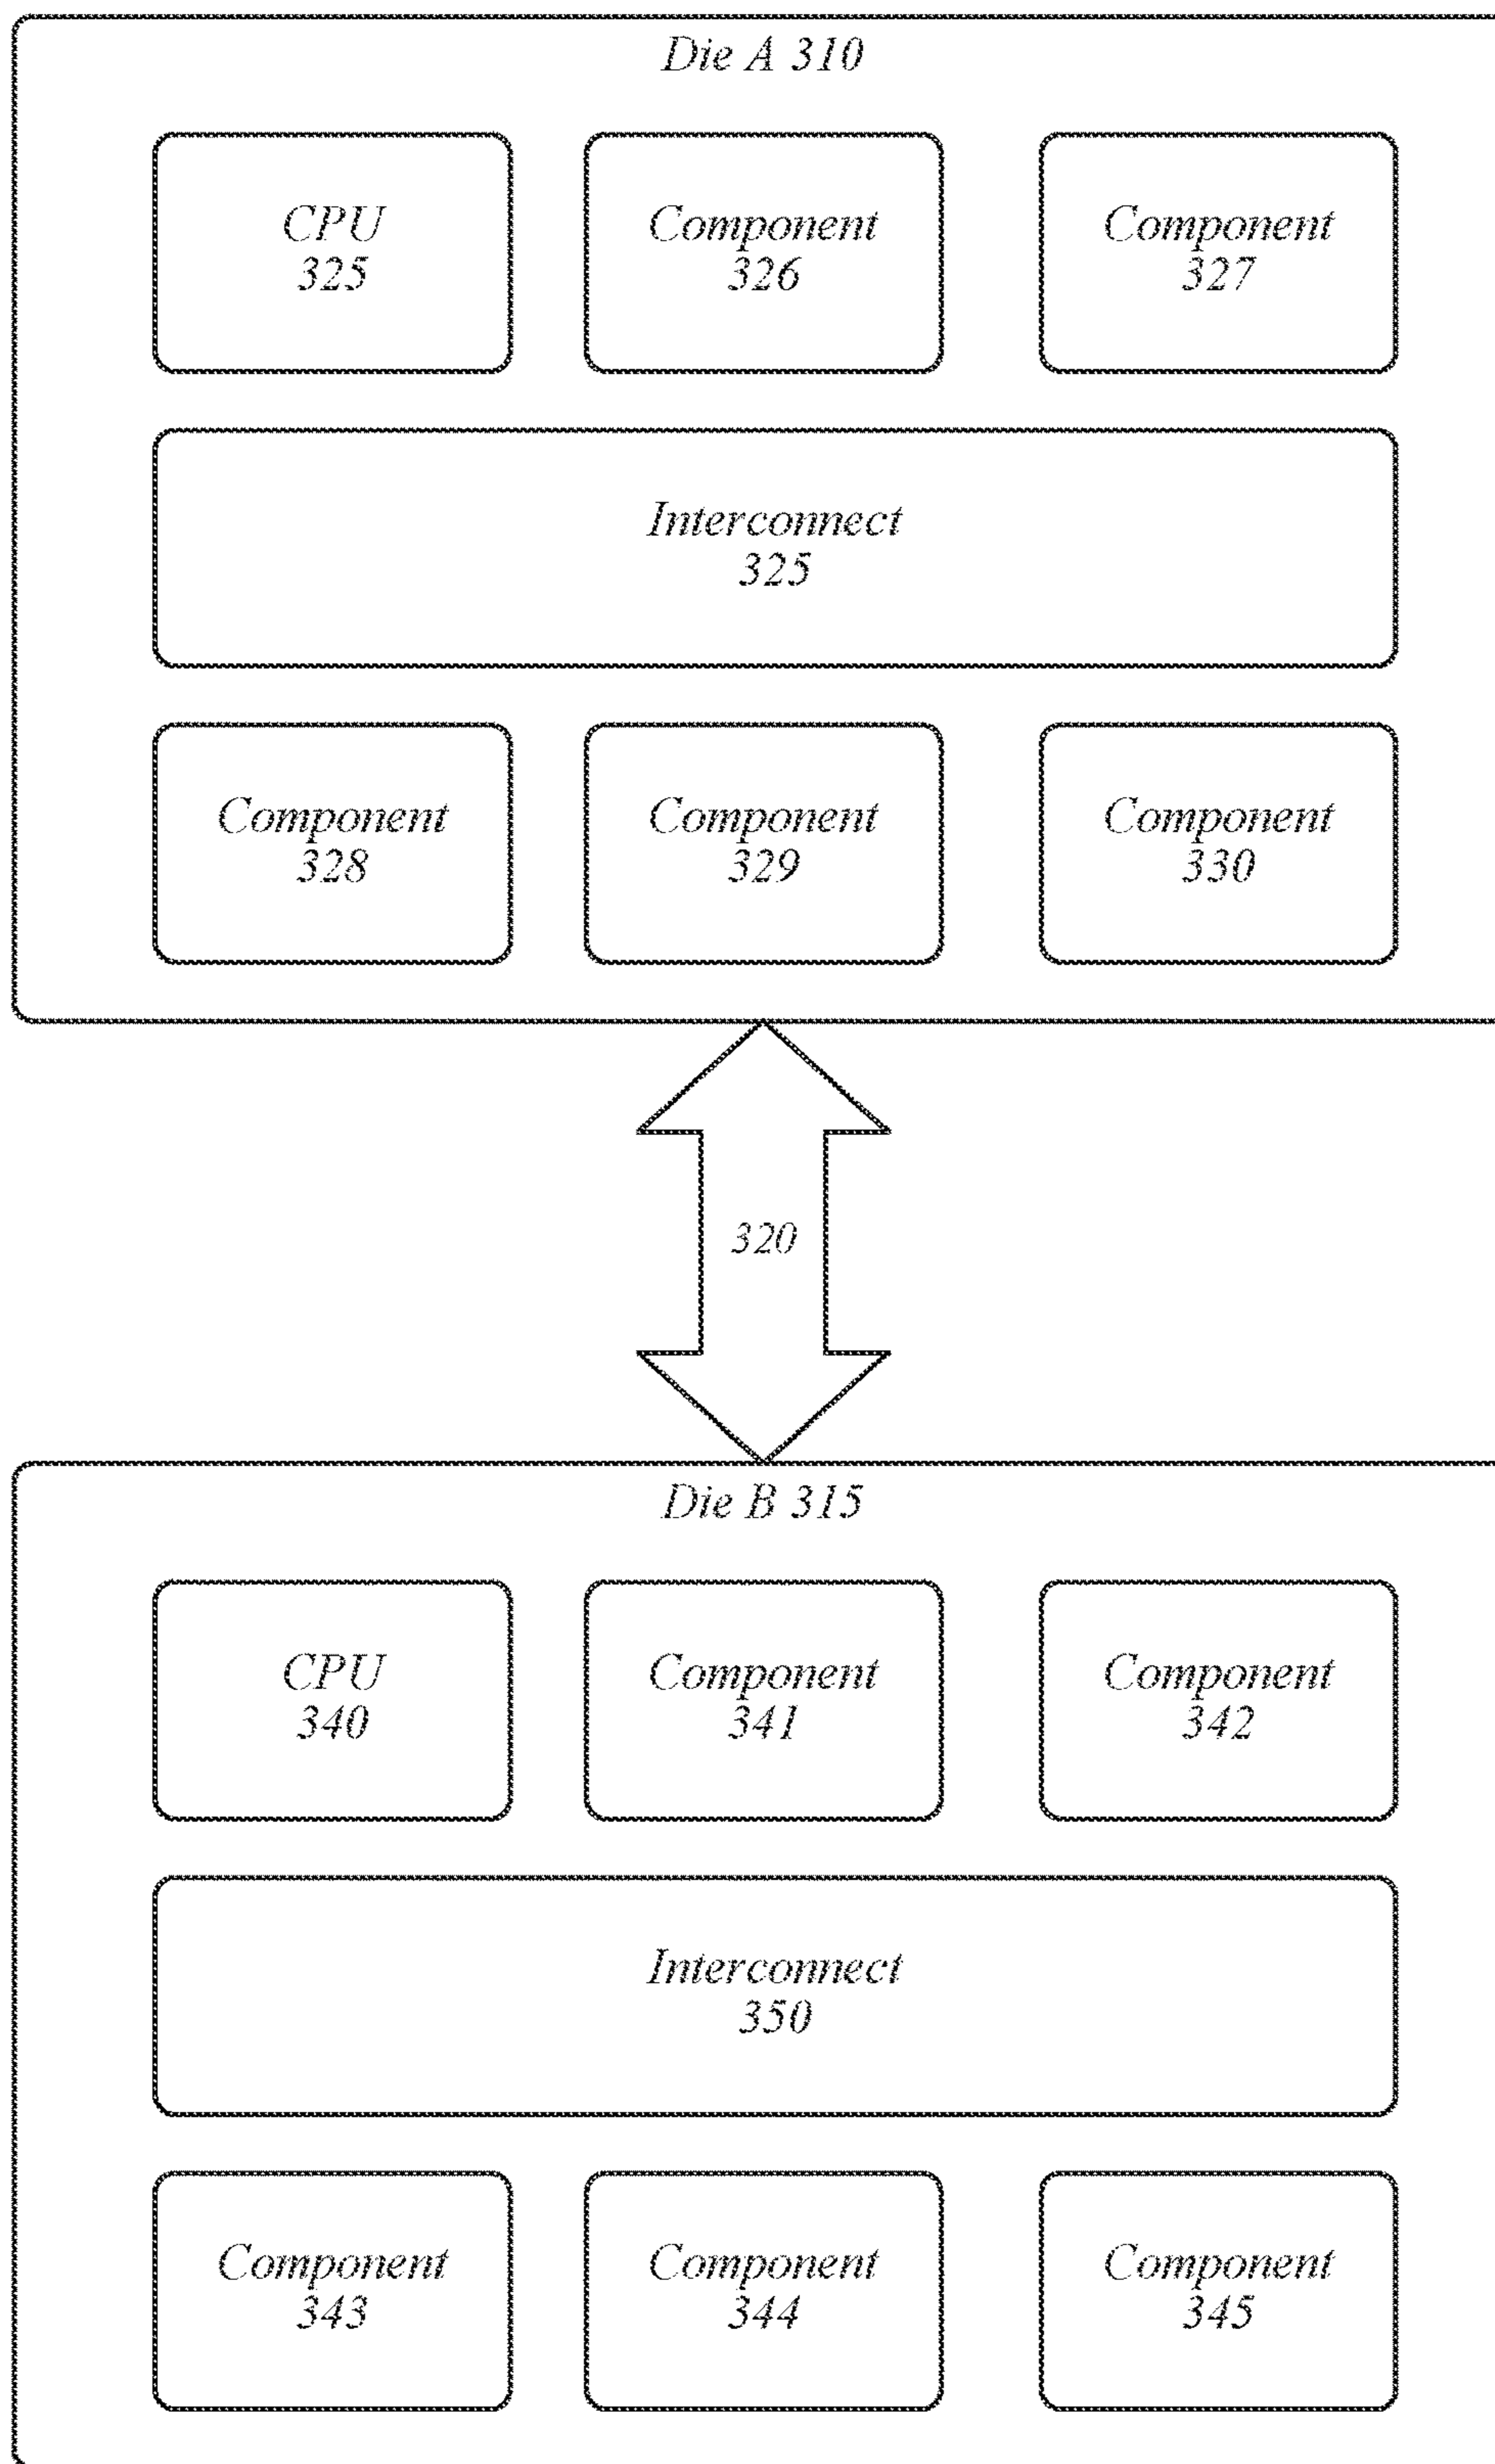 Die A 310
CPU
325
Component
326
Component
327
Interconnect
325
Component
328
Component
329
Component
330
320
Die B 315
CPU
340
Component
341
Component
342
Interconnect
350
Component
343
Component
344
Component
345